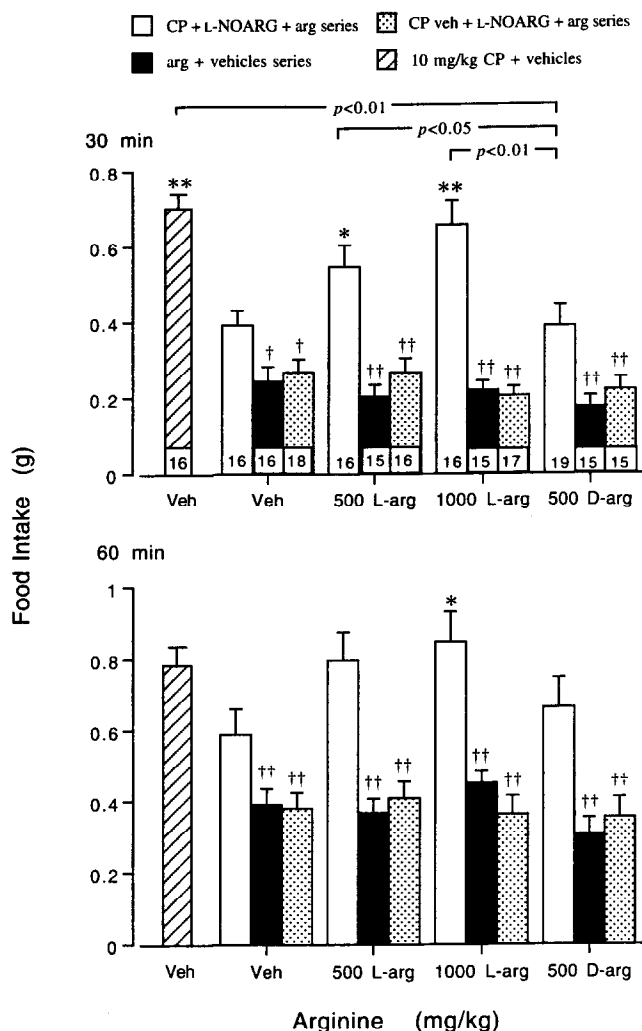 CP + L-NOARG + arg series
CP veh + L-NOARG + arg series
arg + vehicles series
10 mg/kg CP + vehicles
p<0.01
p<0.05
p<0.01
30 min
0.8
0.6
0.4
0.2
0
** * **
† † †† †† †† †† †† ††
16 16 16 18 16 15 16 16 15 17 19 15 15
Veh Veh 500 L-arg 1000 L-arg 500 D-arg
Food Intake (g)
60 min
1
0.8
0.6
0.4
0.2
0
*
†† †† †† †† †† †† †† ††
Veh Veh 500 L-arg 1000 L-arg 500 D-arg
Arginine (mg/kg)